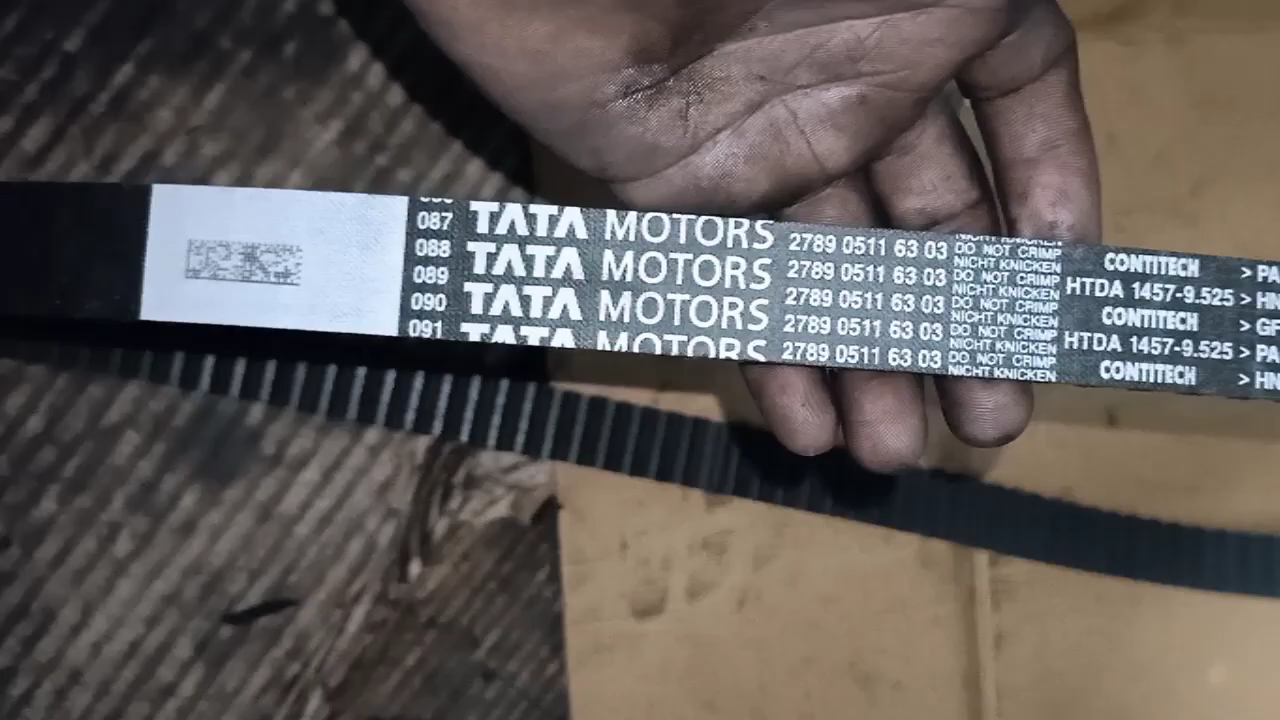 087 TATA MOTORS 2789 0511 63 03 DO NOT CRIMP NICHT KNICKEN CONTITECH > PA
088 TATA MOTORS 2789 0511 63 03 DO NOT CRIMP NICHT KNICKEN HTDA 1457-9.525 > HN
089 TATA MOTORS 2789 0511 63 03 DO NOT CRIMP NICHT KNICKEN CONTITECH > GF
090 TATA MOTORS 2789 0511 63 03 DO NOT CRIMP NICHT KNICKEN HTDA 1457-9.525 > PA
091 TATA MOTORS 2789 0511 63 03 DO NOT CRIMP NICHT KNICKEN CONTITECH > HN